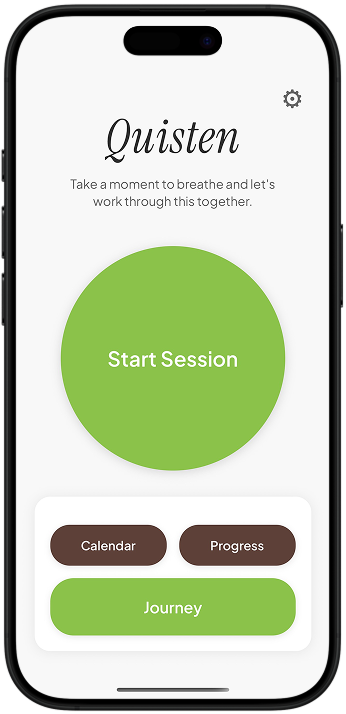 Quisten
Take a moment to breathe and let's
work through this together.
Start Session
Calendar
Progress
Journey